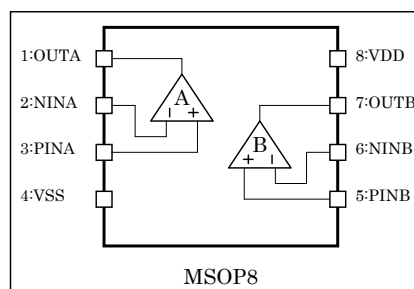 1:OUTA
8:VDD
A
2:NINA
7:OUTB
3:PINA
B
6:NINB
4:VSS
5:PINB
MSOP8